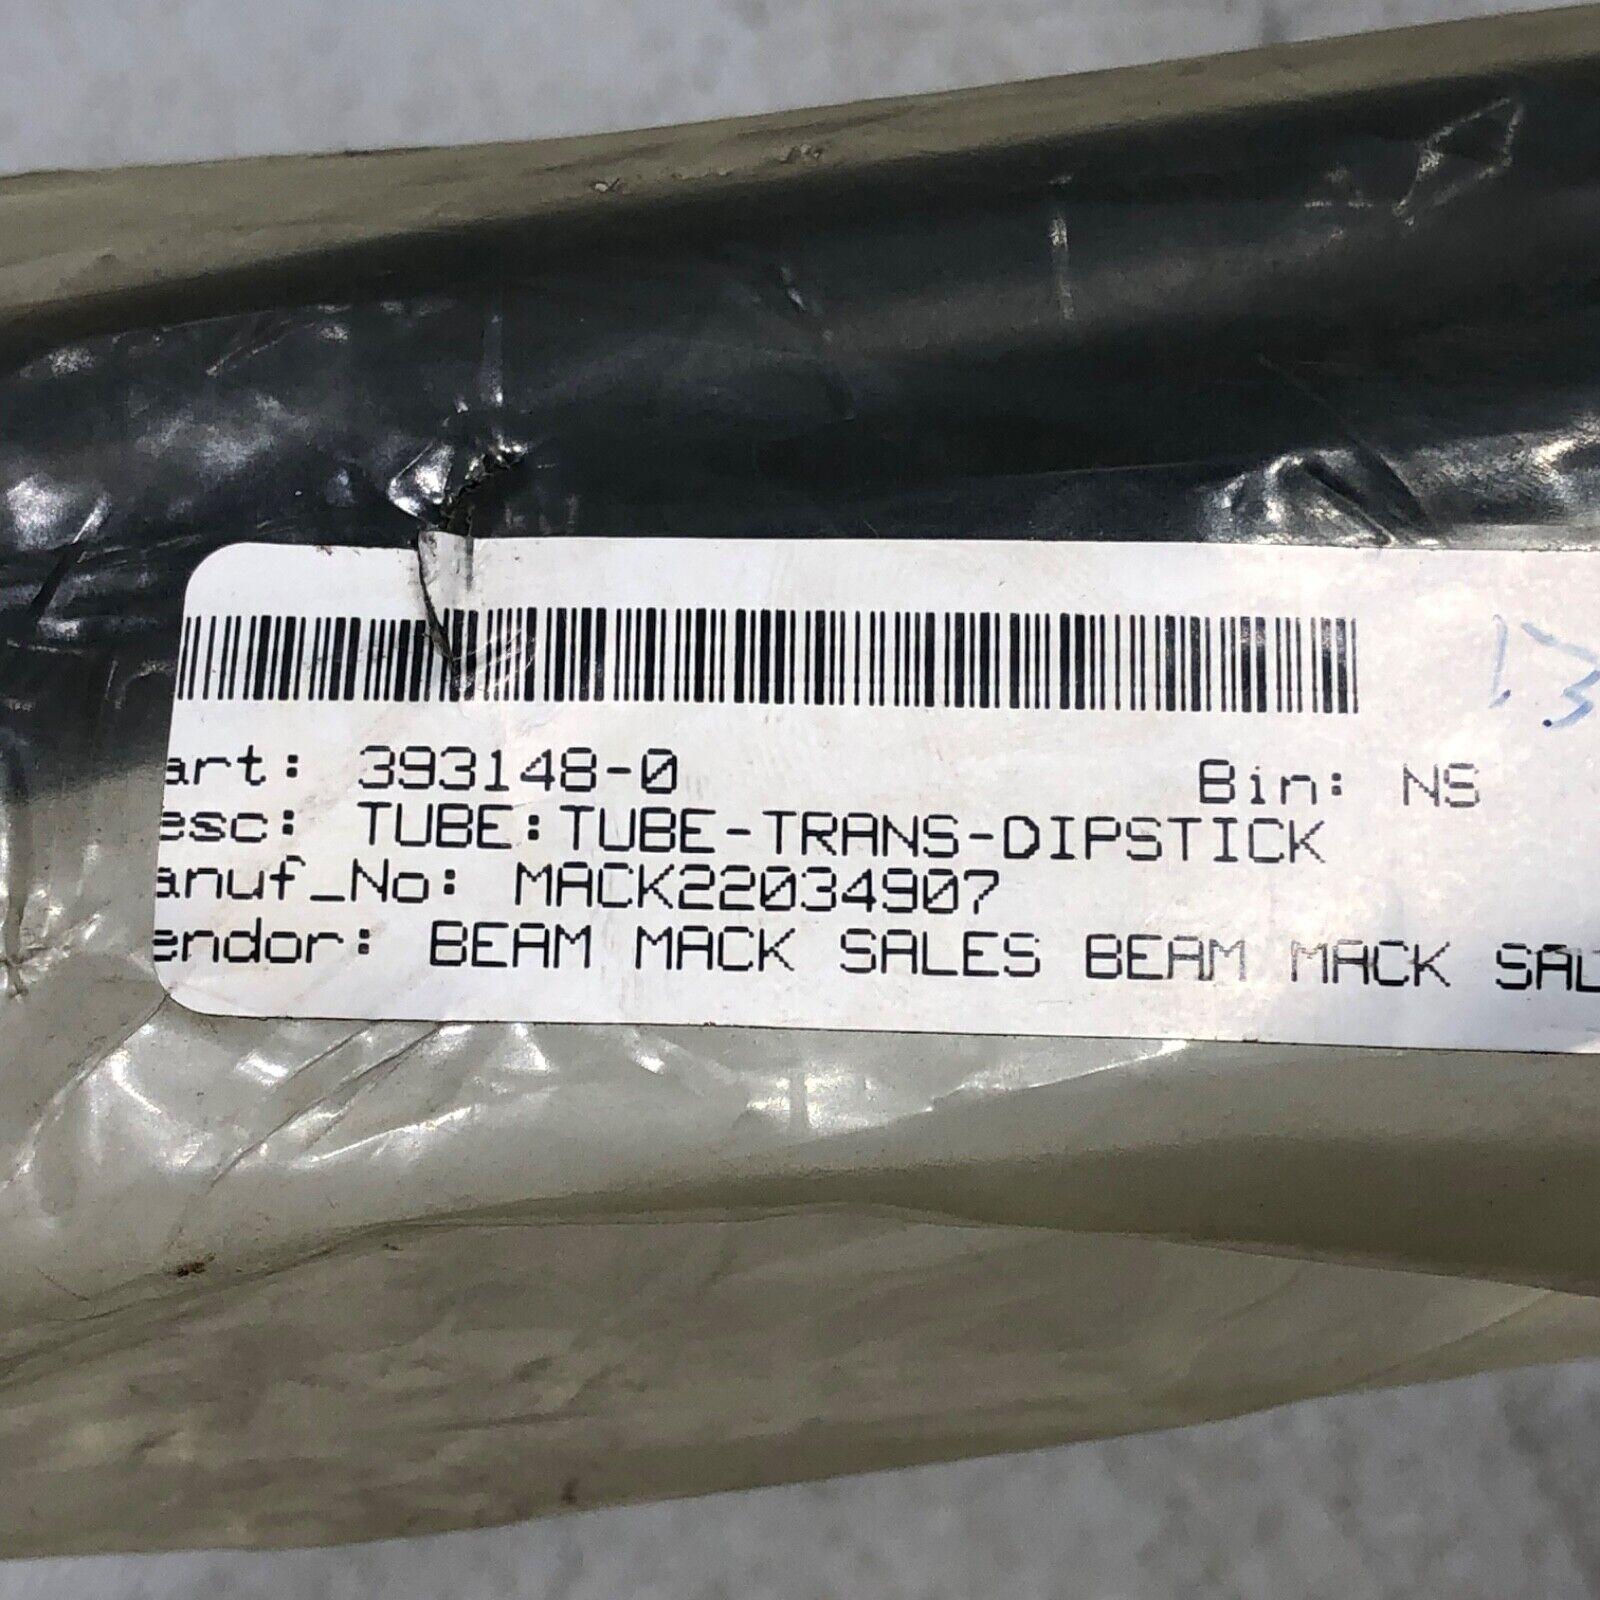 art: 393148-0 Bin: NS
esc: TUBE:TUBE-TRANS-DIPSTICK
anuf_No: MACK22034907
endor: BEAM MACK SALES BEAM MACK SAL